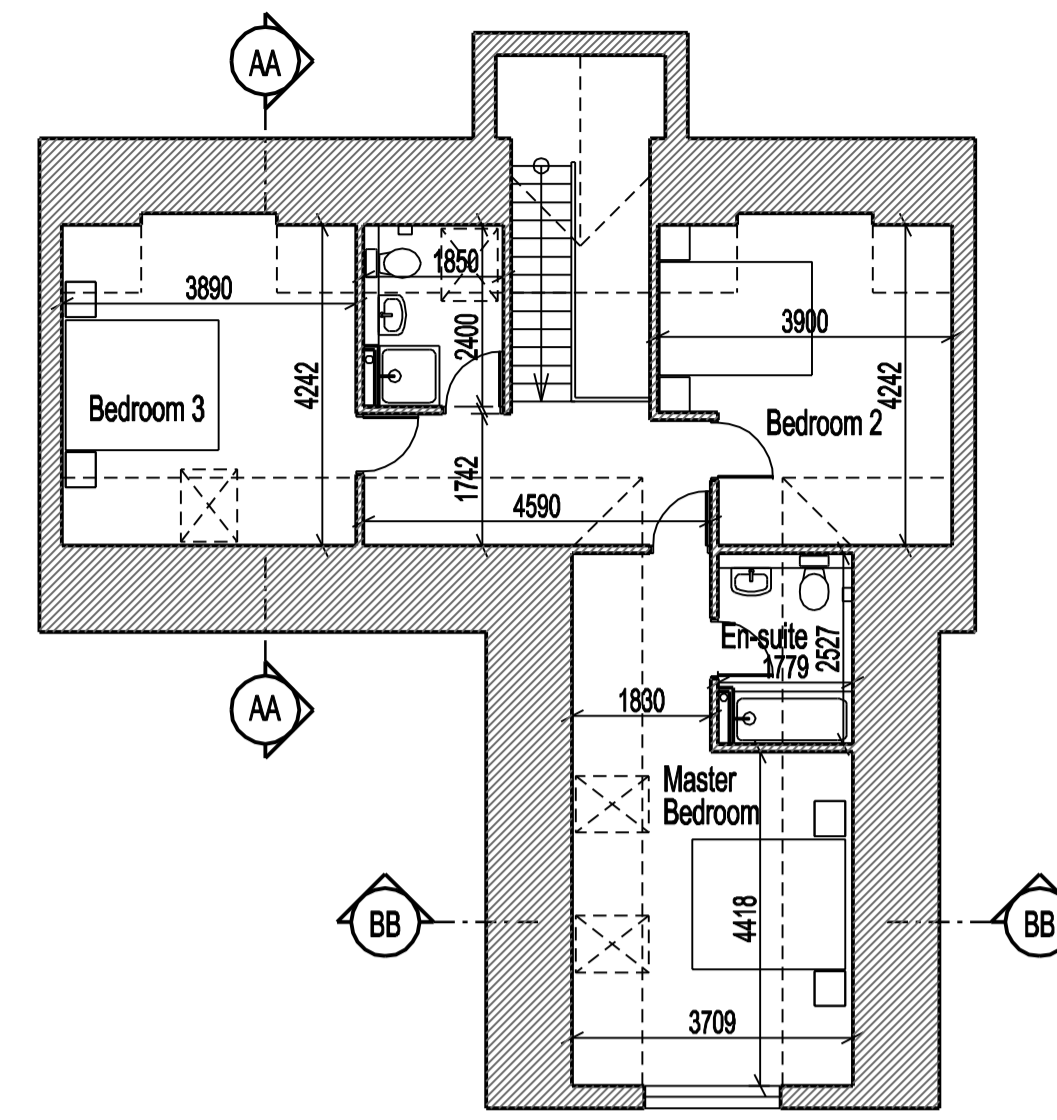 AA
1850
3890
3900
2400
4242
4242
Bedroom 3
Bedroom 2
1742
4590
En-suite
2527
1779
1830
AA
Master
Bedroom
4418
BB
BB
3709